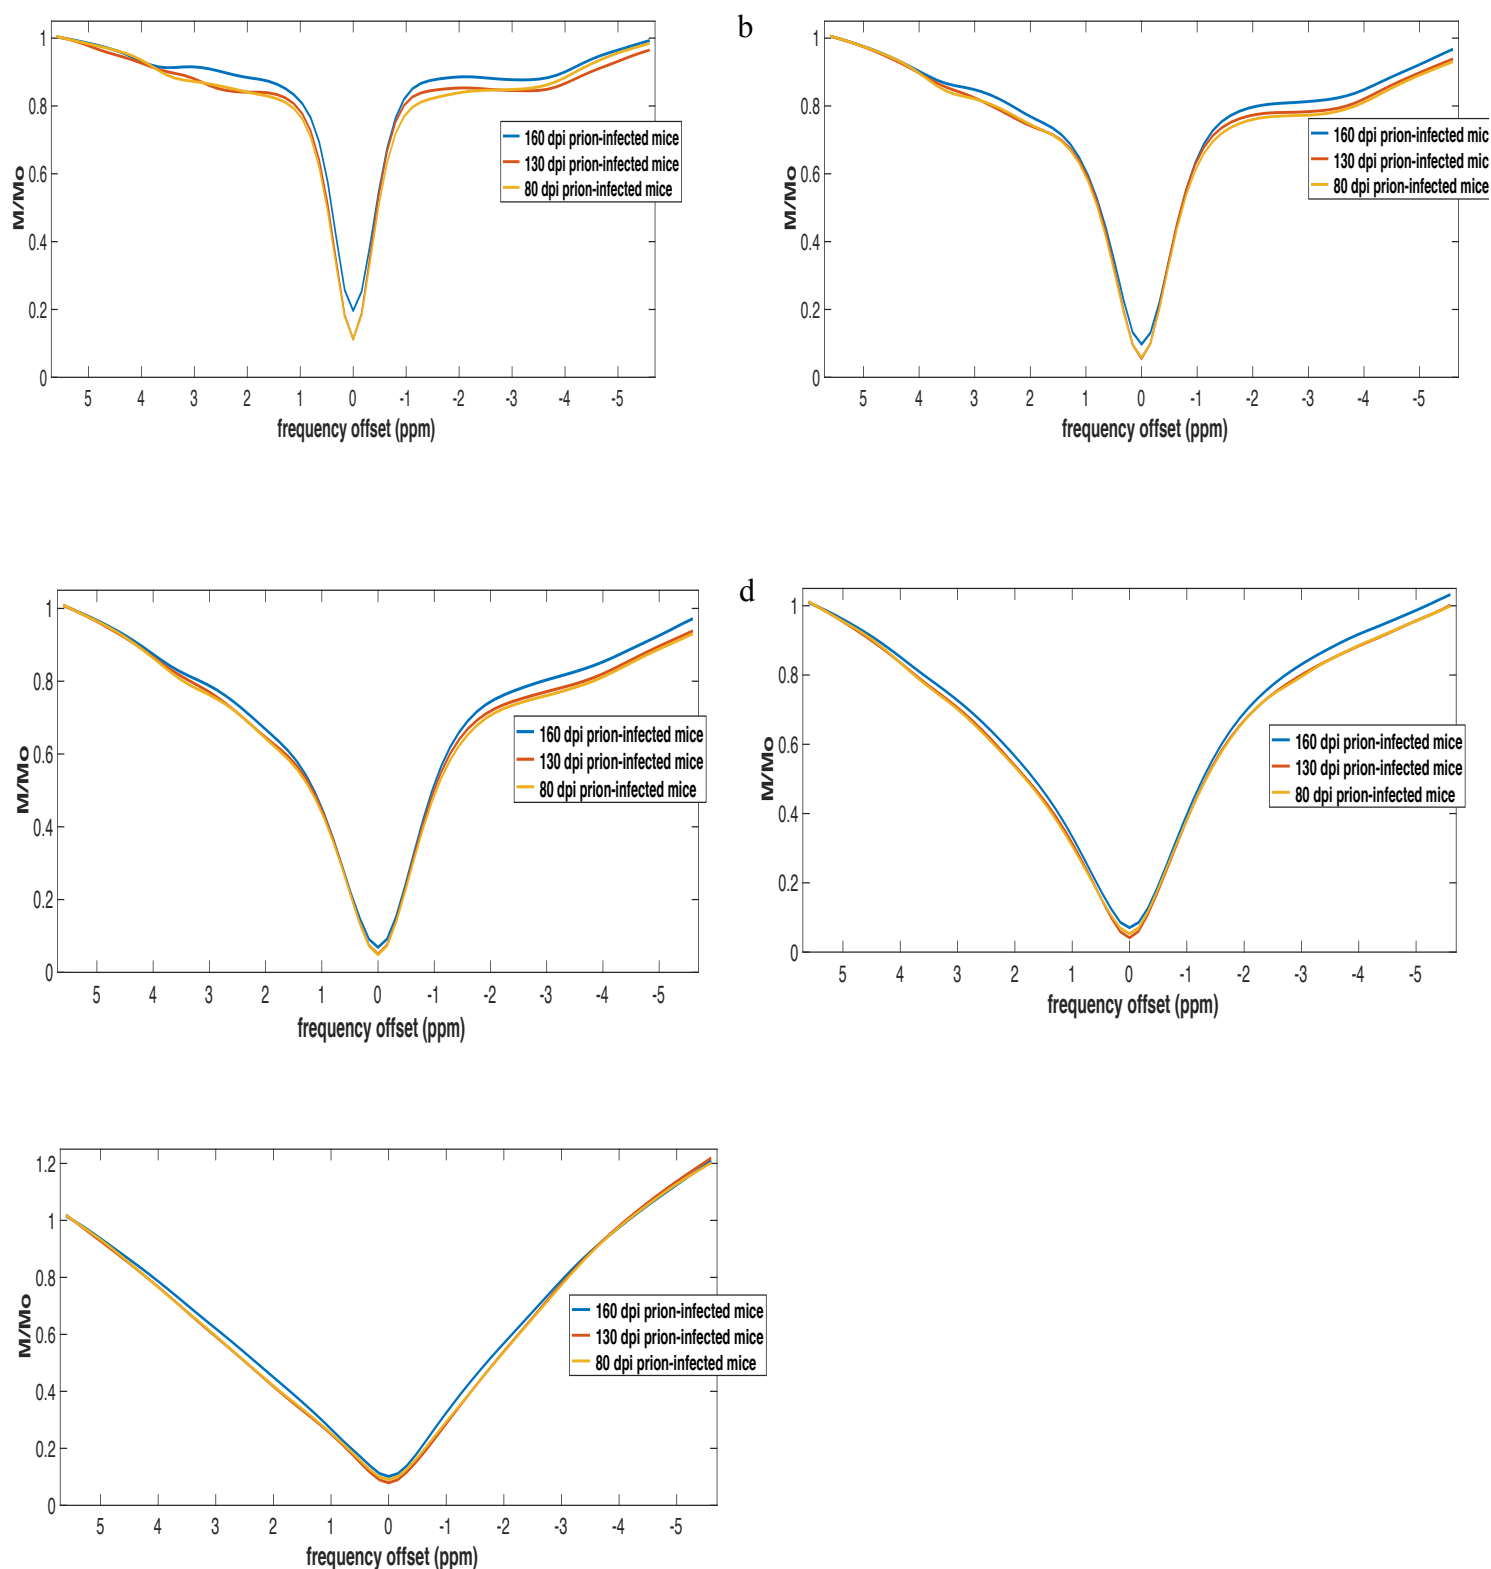 1
0.8
0.6
0.4
0.2
0
M/Mo
5 4 3 2 1 0 -1 -2 -3 -4 -5
frequency offset (ppm)
160 dpi prion-infected mice
130 dpi prion-infected mice
80 dpi prion-infected mice
b
1
0.8
0.6
0.4
0.2
0
M/Mo
5 4 3 2 1 0 -1 -2 -3 -4 -5
frequency offset (ppm)
160 dpi prion-infected mic
130 dpi prion-infected mic
80 dpi prion-infected mice
1
0.8
0.6
0.4
0.2
0
M/Mo
5 4 3 2 1 0 -1 -2 -3 -4 -5
frequency offset (ppm)
160 dpi prion-infected mice
130 dpi prion-infected mice
80 dpi prion-infected mice
d
1
0.8
0.6
0.4
0.2
0
M/Mo
5 4 3 2 1 0 -1 -2 -3 -4 -5
frequency offset (ppm)
160 dpi prion-infected mice
130 dpi prion-infected mice
80 dpi prion-infected mice
1.2
1
0.8
0.6
0.4
0.2
0
M/Mo
5 4 3 2 1 0 -1 -2 -3 -4 -5
frequency offset (ppm)
160 dpi prion-infected mice
130 dpi prion-infected mice
80 dpi prion-infected mice